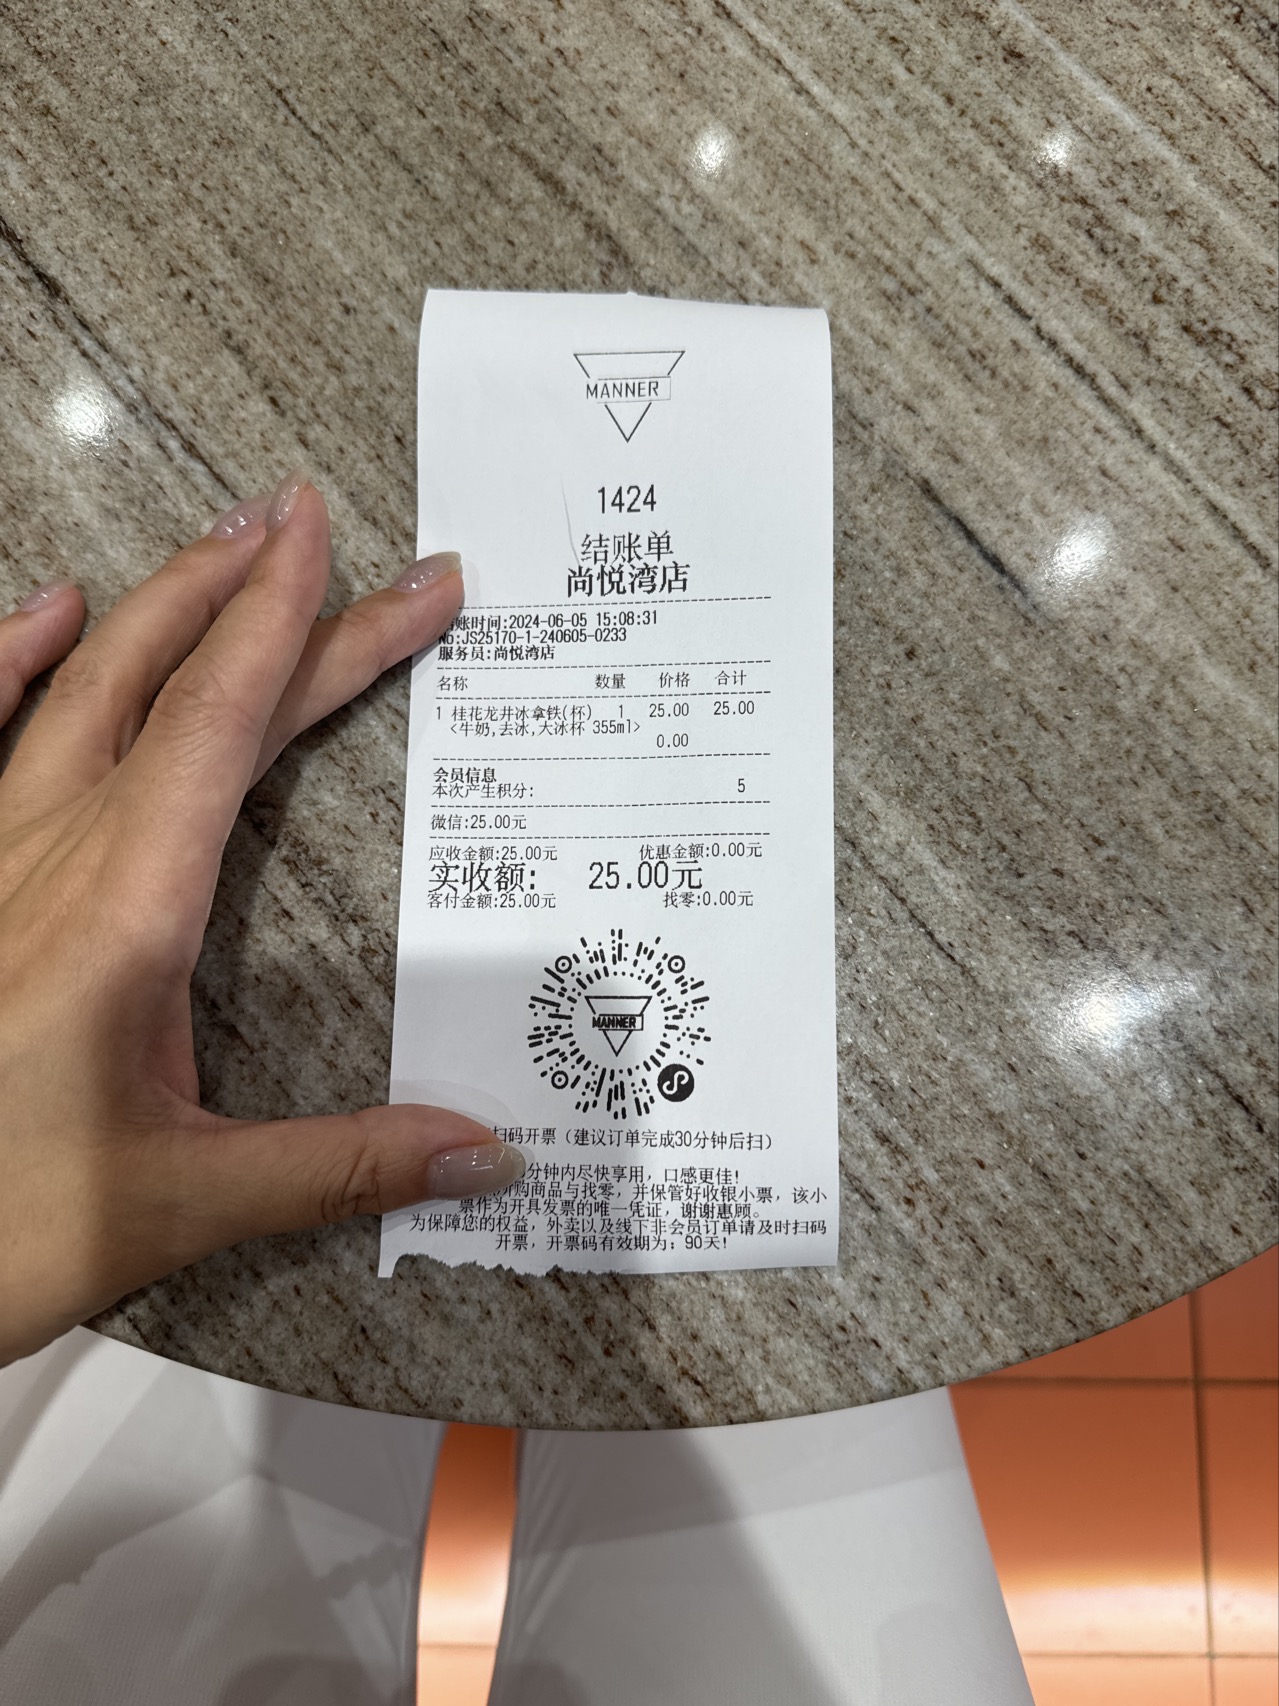 MANNER
1424
结账单
尚悦湾店
账时间:2024-06-05 15:08:31
No:JS25170-1-240605-0233
服务员:尚悦湾店
名称 数量 价格 合计
1 桂花龙井冰拿铁(杯) 1 25.00 25.00
<牛奶,去冰,大冰杯 355ml>
0.00
会员信息
本次产生积分: 5
微信:25.00元
应收金额:25.00元 优惠金额:0.00元
实收额: 25.00元
客付金额:25.00元 找零:0.00元
MANNER
扫码开票（建议订单完成30分钟后扫）
分钟内尽快享用，口感更佳!
所购商品与找零，并保管好收银小票，该小
票作为开具发票的唯一凭证，谢谢惠顾。
为保障您的权益，外卖以及线下非会员订单请及时扫码
开票，开票码有效期为：90天!